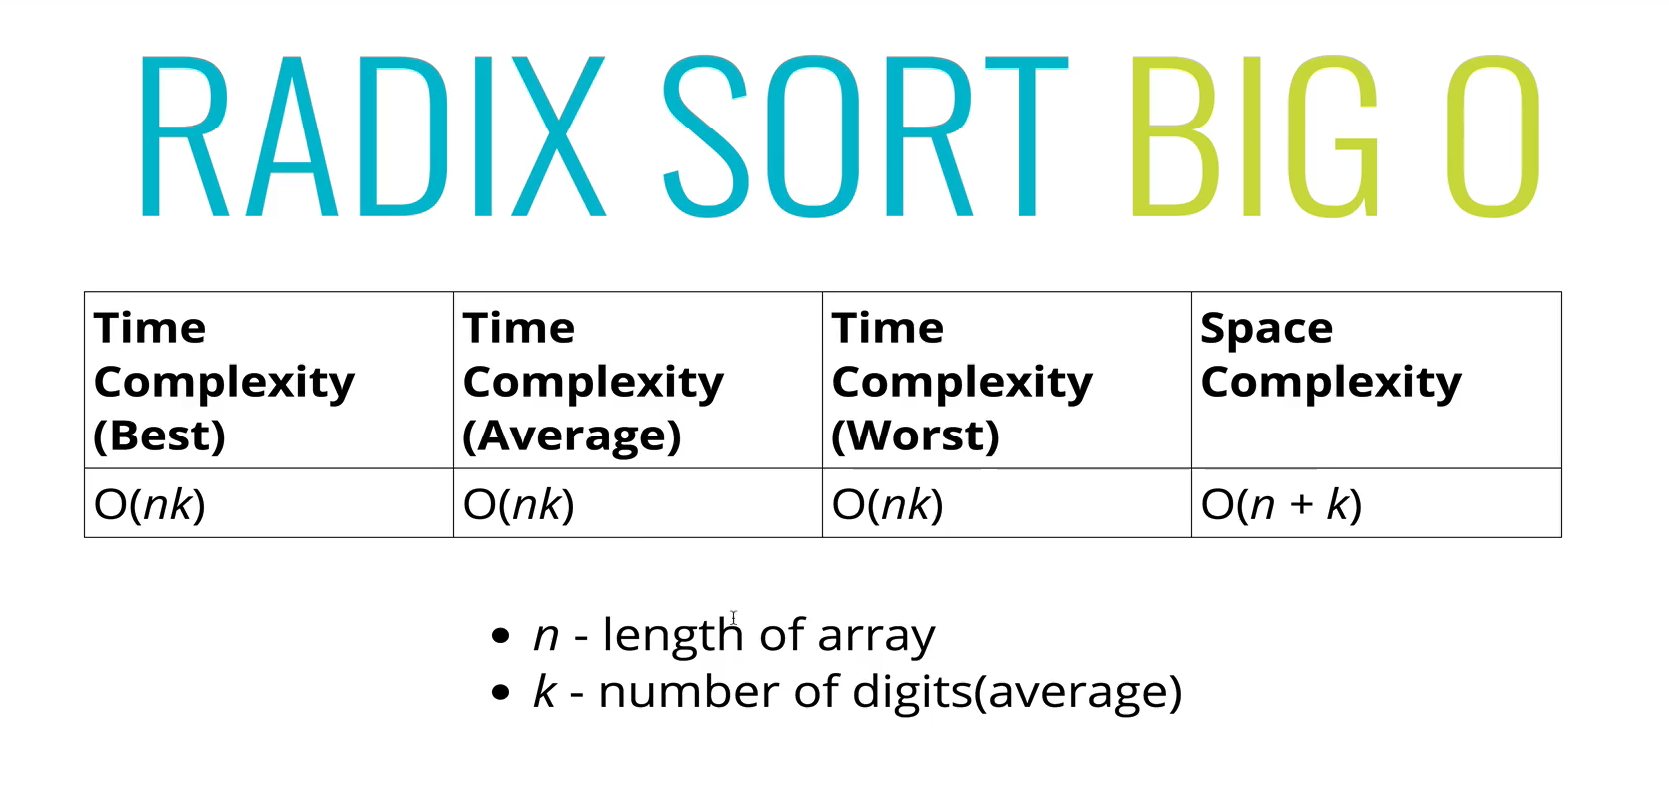 RADIX SORT BIG O
Time Complexity (Best)
Time Complexity (Average)
Time Complexity (Worst)
Space Complexity
O(nk)
O(nk)
O(nk)
O(n + k)
• n - length of array
• k - number of digits(average)